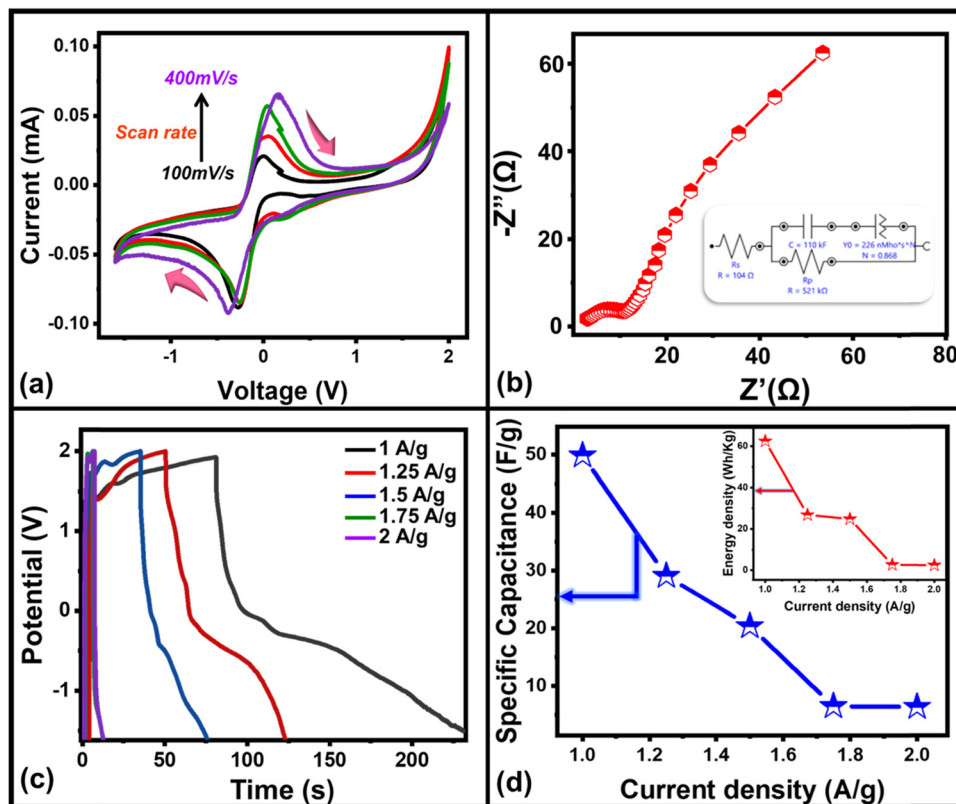 0.10
0.05
0.00
-0.05
-0.10
Current (mA)
400mV/s
Scan rate
100mV/s
-1
0
1
2
Voltage (V)
(a)
60
40
20
0
-Z''(Ω)
C = 110 kF
Y0 = 226 nMho*s^N
N = 0.868
Rs
R = 104 Ω
Rp
R = 521 kΩ
0
20
40
60
80
Z'(Ω)
(b)
2
1
0
-1
Potential (V)
1 A/g
1.25 A/g
1.5 A/g
1.75 A/g
2 A/g
0
50
100
150
200
Time (s)
(c)
50
40
30
20
10
Specific Capacitance (F/g)
60
40
20
0
Energy density (Wh/Kg)
1.0
1.2
1.4
1.6
1.8
2.0
Current density (A/g)
1.0
1.2
1.4
1.6
1.8
2.0
Current density (A/g)
(d)